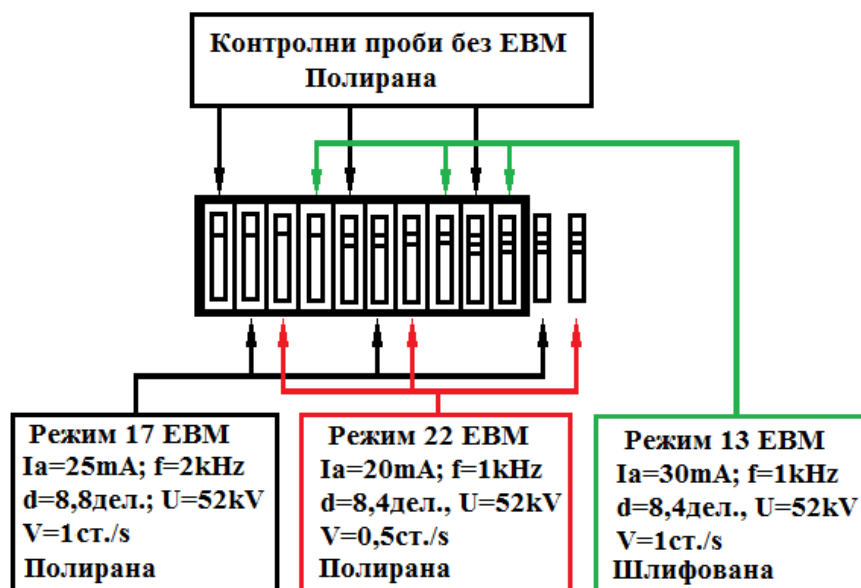 Контролни проби без ЕВМ
Полирана
Режим 17 ЕВМ
Ia=25mA; f=2kHz
d=8,8дел.; U=52kV
V=1ст./s
Полирана
Режим 22 ЕВМ
Ia=20mA; f=1kHz
d=8,4дел., U=52kV
V=0,5ст./s
Полирана
Режим 13 ЕВМ
Ia=30mA; f=1kHz
d=8,4дел., U=52kV
V=1ст./s
Шлифована